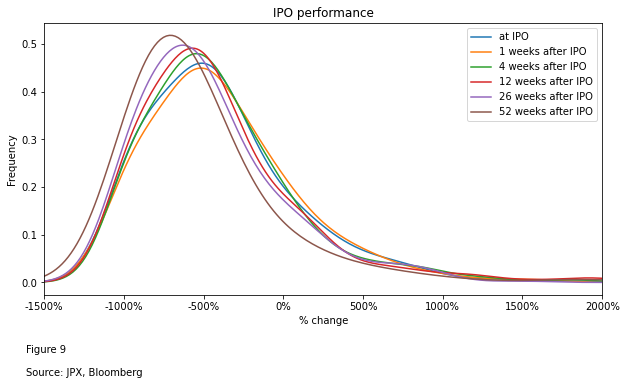 IPO performance
at IPO
1 weeks after IPO
4 weeks after IPO
12 weeks after IPO
26 weeks after IPO
52 weeks after IPO
Frequency
0.5
0.4
0.3
0.2
0.1
0.0
-1500% -1000% -500% 0% 500% 1000% 1500% 2000%
% change
Figure 9
Source: JPX, Bloomberg